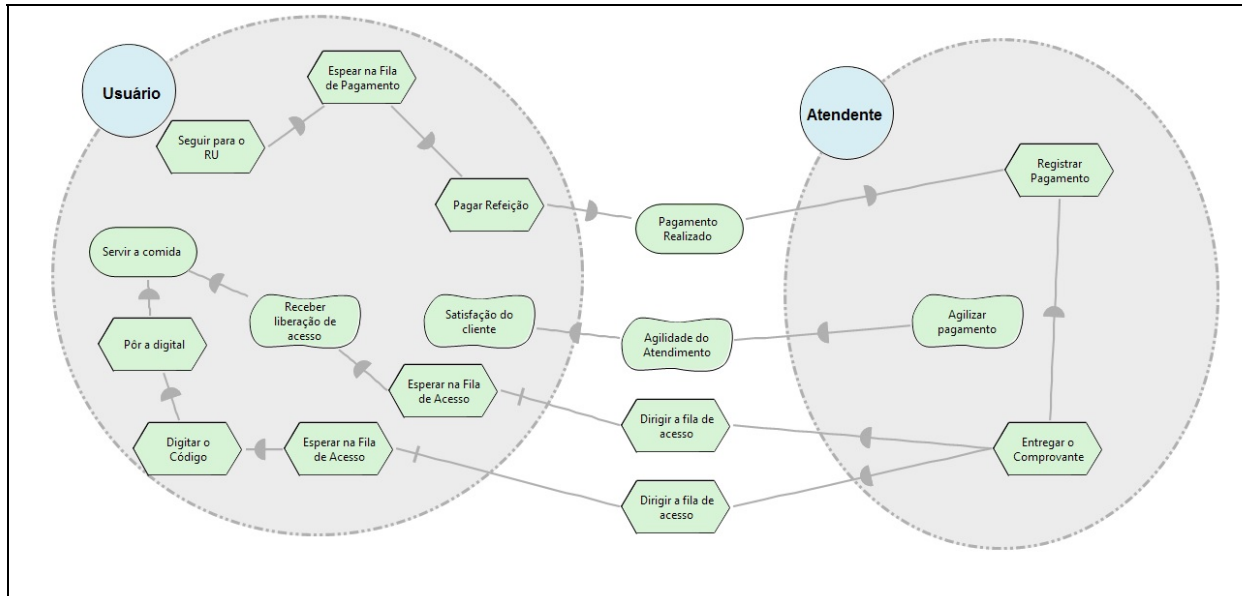 Usuário
Espear na Fila
de Pagamento
Seguir para o
RU
Pagar Refeição
Servir a comida
Receber
liberação de
acesso
Satisfação do
cliente
Pôr a digital
Esperar na Fila
de Acesso
Digitar o
Código
Esperar na Fila
de Acesso
Pagamento
Realizado
Agilidade do
Atendimento
Dirigir a fila de
acesso
Dirigir a fila de
acesso
Atendente
Registrar
Pagamento
Agilizar
pagamento
Entregar o
Comprovante